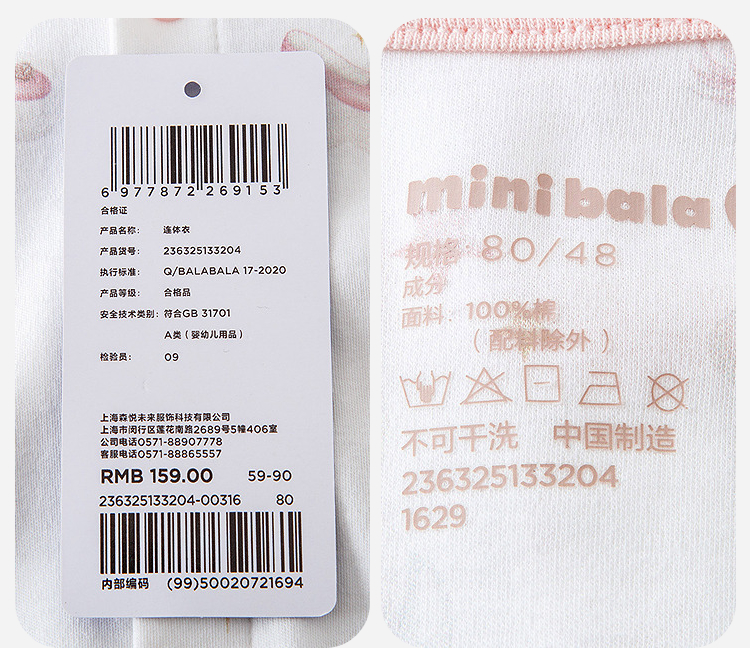 6 977872 269153
合格证
产品名称: 连体衣
产品货号: 236325133204
执行标准: Q/BALABALA 17-2020
产品等级: 合格品
安全技术类别: 符合GB 31701
A类 (婴幼儿用品)
检验员: 09
上海森悦未来服饰科技有限公司
上海市闵行区莲花南路2689号5幢406室
公司电话0571-88907778
客服电话0571-88865557
RMB 159.00 59-90
236325133204-00316 80
内部编码 (99)50020721694
mini bala
规格: 80/48
成分
面料: 100%棉
(配料除外)
不可干洗 中国制造
236325133204
1629